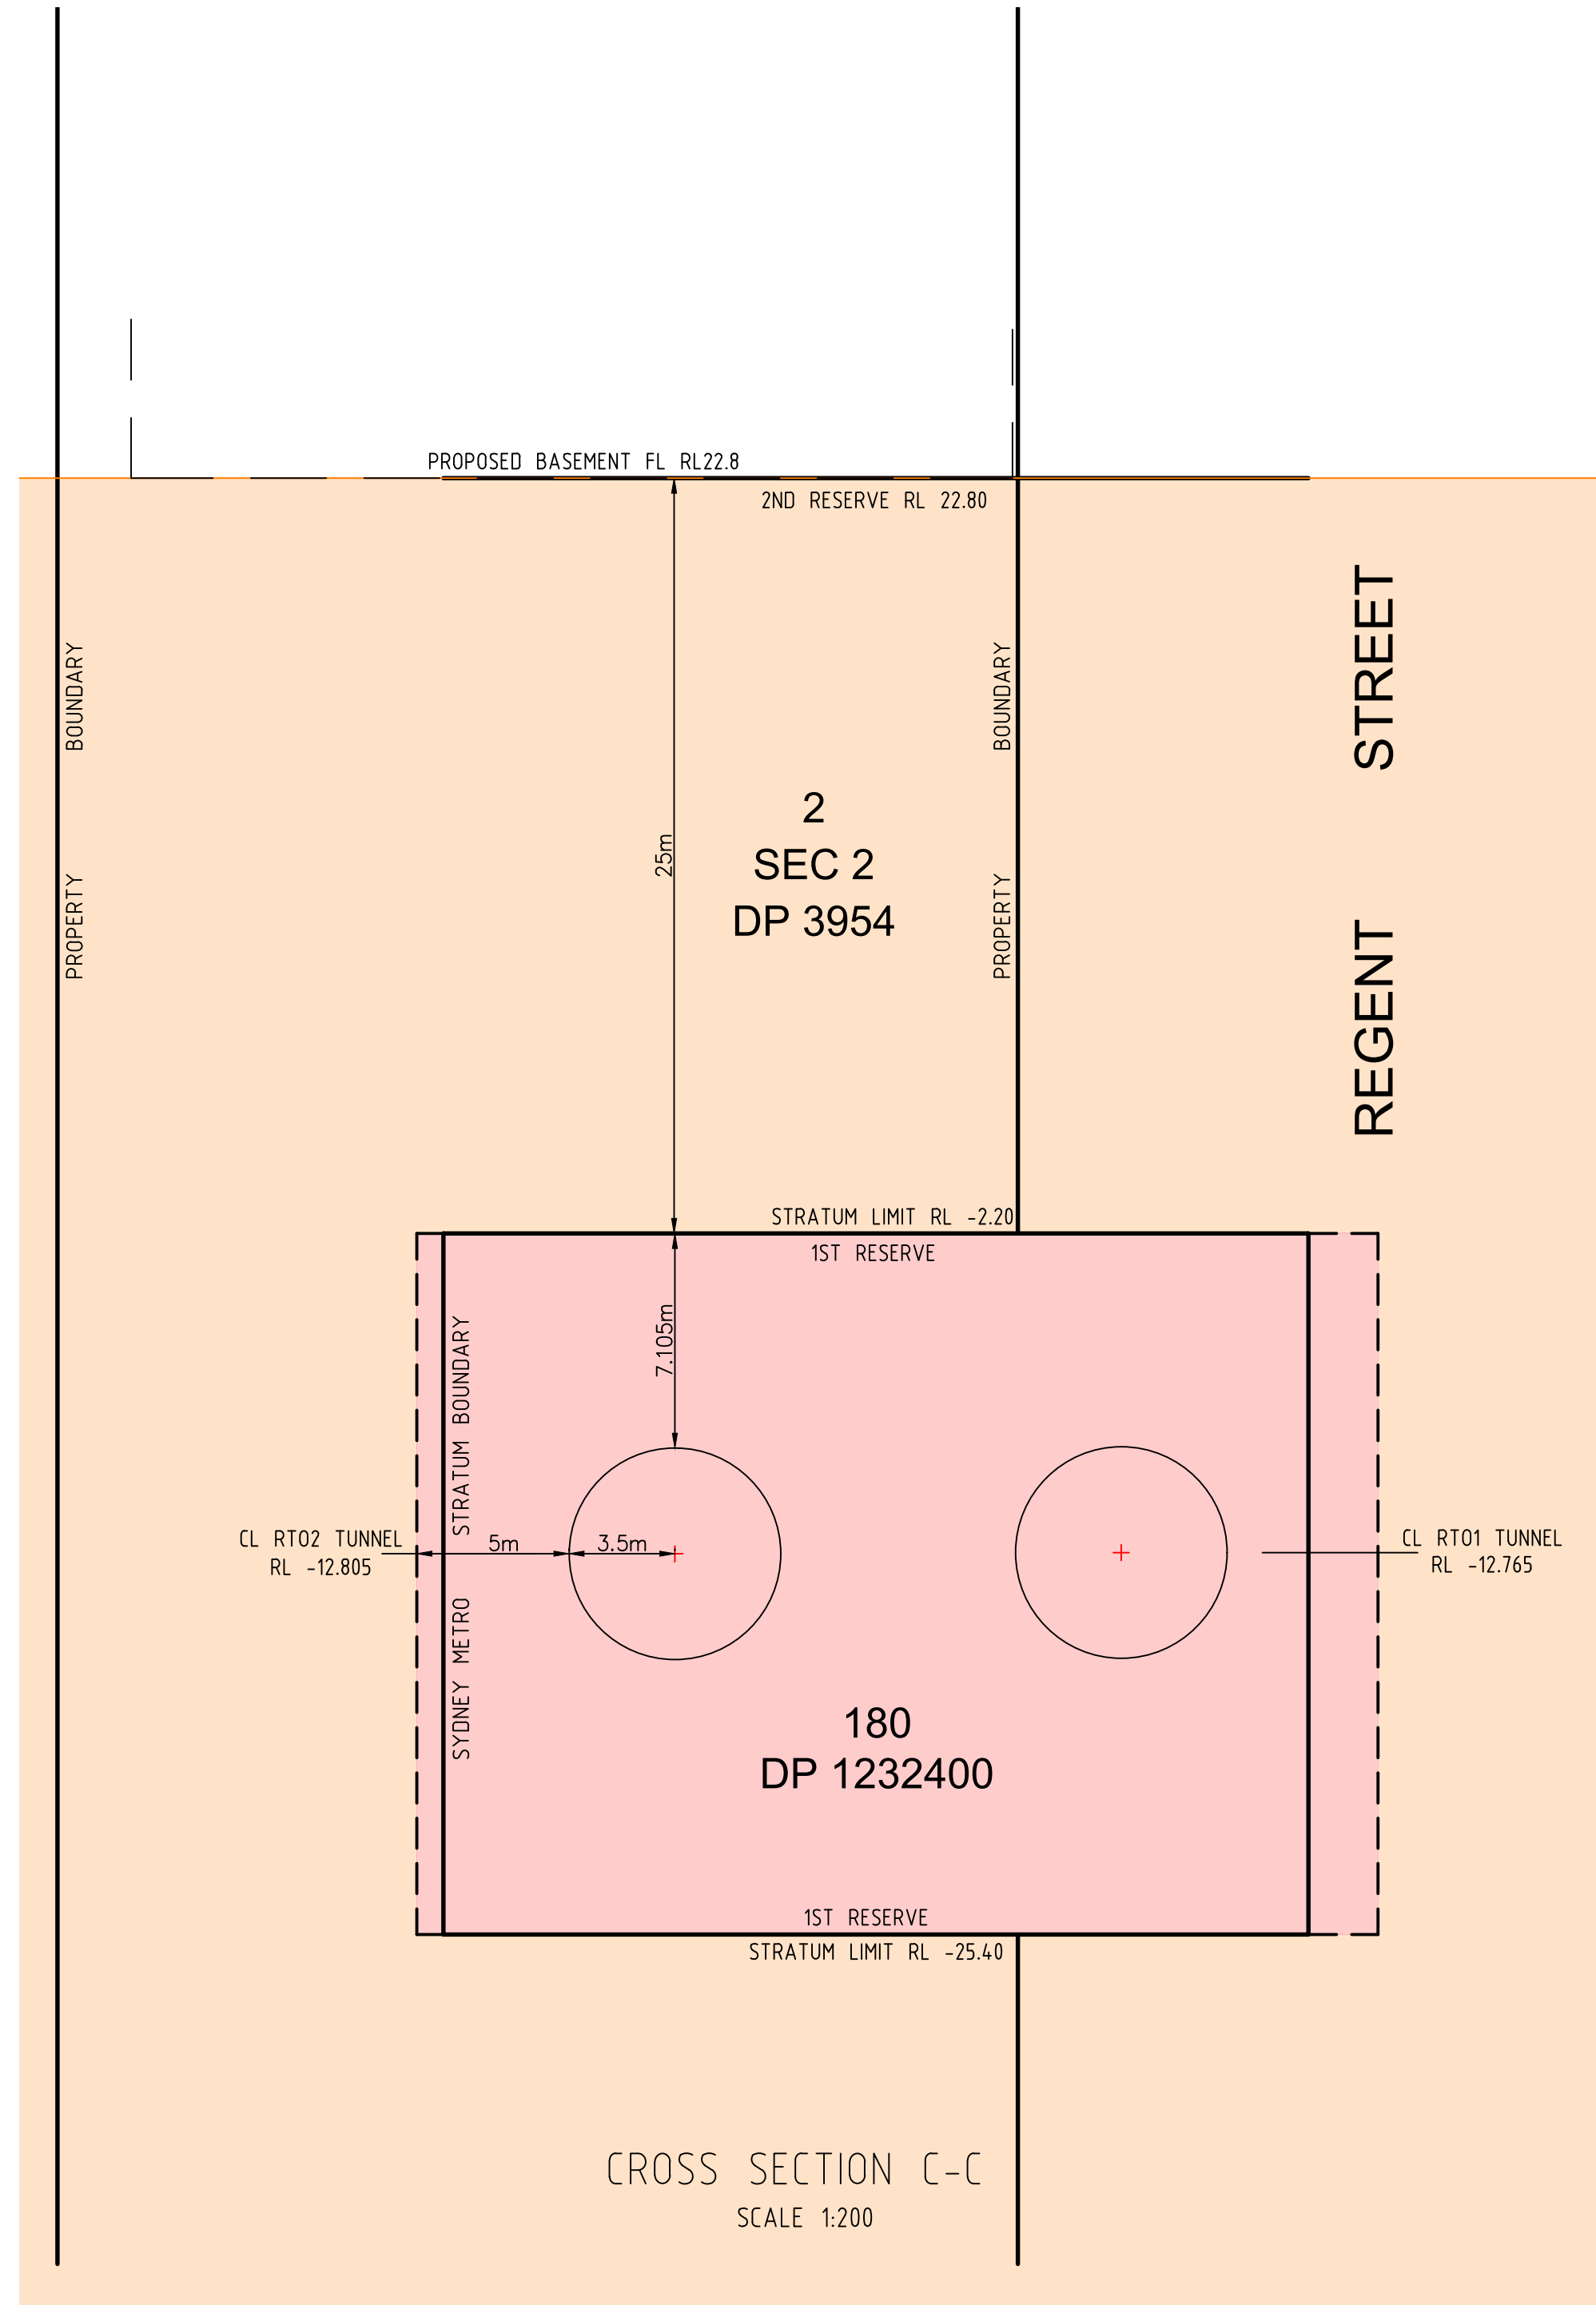 PROPOSED BASEMENT FL RL22.8
2ND RESERVE RL 22.80
PROPERTY BOUNDARY
PROPERTY BOUNDARY
REGENT STREET
25m
2
SEC 2
DP 3954
STRATUM LIMIT RL -2.20
1ST RESERVE
7.105m
SYDNEY METRO STRATUM BOUNDARY
CL RT02 TUNNEL
RL -12.805
5m
3.5m
CL RT01 TUNNEL
RL -12.765
180
DP 1232400
1ST RESERVE
STRATUM LIMIT RL -25.40
CROSS SECTION C-C
SCALE 1:200